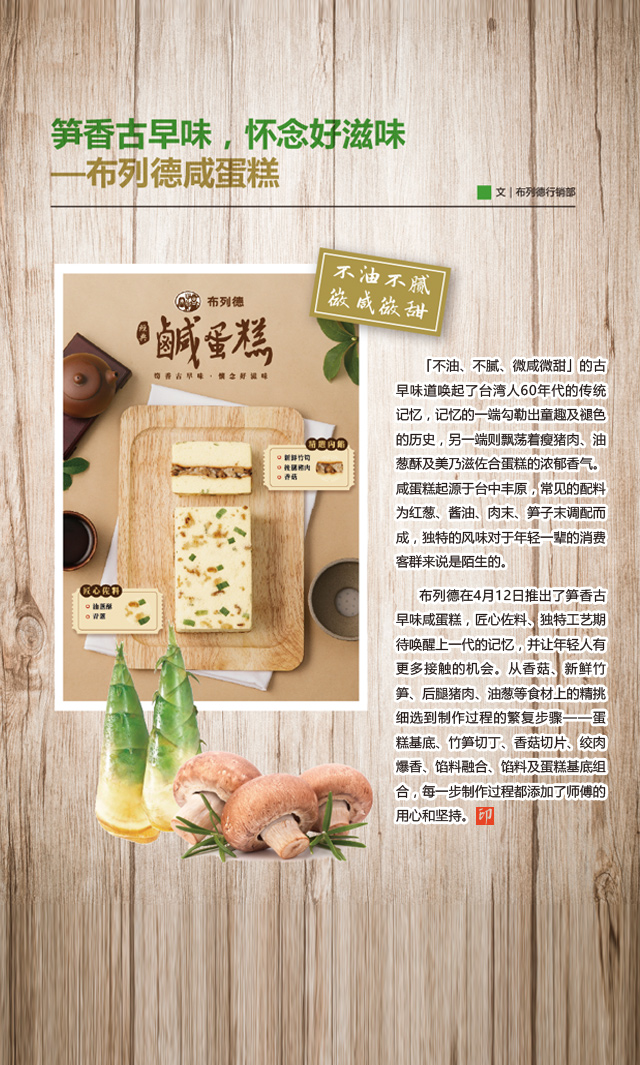 笋香古早味，怀念好滋味
—布列德咸蛋糕
文｜布列德行销部
不油不腻
微咸微甜
布列德
鹹蛋糕
筍香古早味·懷念好滋味
精選內餡
新鮮竹筍
後腿豬肉
香菇
匠心佐料
油蔥酥
青蔥
「不油、不腻、微咸微甜」的古
早味道唤起了台湾人60年代的传统
记忆，记忆的一端勾勒出童趣及褪色
的历史，另一端则飘荡着瘦猪肉、油
葱酥及美乃滋佐合蛋糕的浓郁香气。
咸蛋糕起源于台中丰原，常见的配料
为红葱、酱油、肉末、笋子末调配而
成，独特的风味对于年轻一辈的消费
客群来说是陌生的。
布列德在4月12日推出了笋香古
早味咸蛋糕，匠心佐料、独特工艺期
待唤醒上一代的记忆，并让年轻人有
更多接触的机会。从香菇、新鲜竹
笋、后腿猪肉、油葱等食材上的精挑
细选到制作过程的繁复步骤——蛋
糕基底、竹笋切丁、香菇切片、绞肉
爆香、馅料融合、馅料及蛋糕基底组
合，每一步制作过程都添加了师傅的
用心和坚持。印